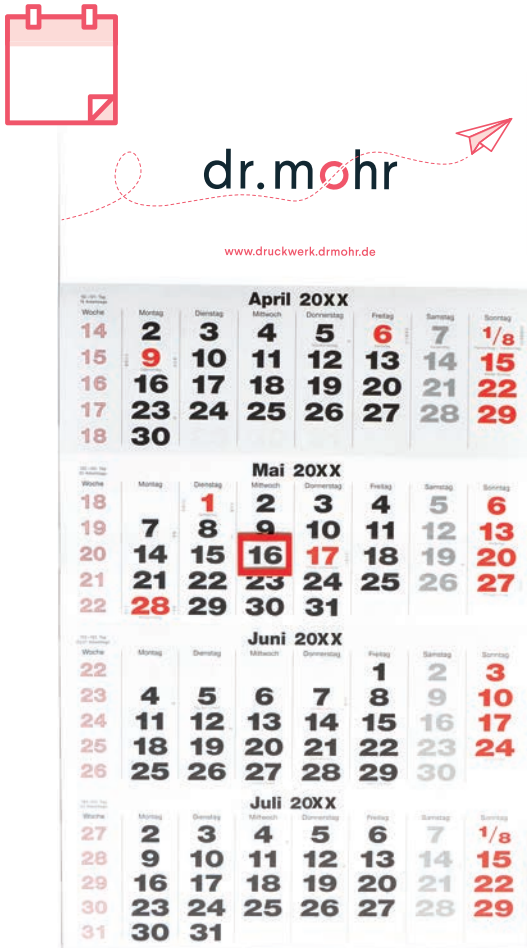 dr.mohr
www.druckwerk.drmohr.de
April 20XX
Woche Montag Dienstag Mittwoch Donnerstag Freitag Samstag Sonntag
14 2 3 4 5 6 7 1/8
15 9 10 11 12 13 14 15
16 16 17 18 19 20 21 22
17 23 24 25 26 27 28 29
18 30
Mai 20XX
Woche Montag Dienstag Mittwoch Donnerstag Freitag Samstag Sonntag
18 1 2 3 4 5 6
19 7 8 9 10 11 12 13
20 14 15 16 17 18 19 20
21 21 22 23 24 25 26 27
22 28 29 30 31
Juni 20XX
Woche Montag Dienstag Mittwoch Donnerstag Freitag Samstag Sonntag
22 1 2 3
23 4 5 6 7 8 9 10
24 11 12 13 14 15 16 17
25 18 19 20 21 22 23 24
26 25 26 27 28 29 30
Juli 20XX
Woche Montag Dienstag Mittwoch Donnerstag Freitag Samstag Sonntag
27 2 3 4 5 6 7 1/8
28 9 10 11 12 13 14 15
29 16 17 18 19 20 21 22
30 23 24 25 26 27 28 29
31 30 31